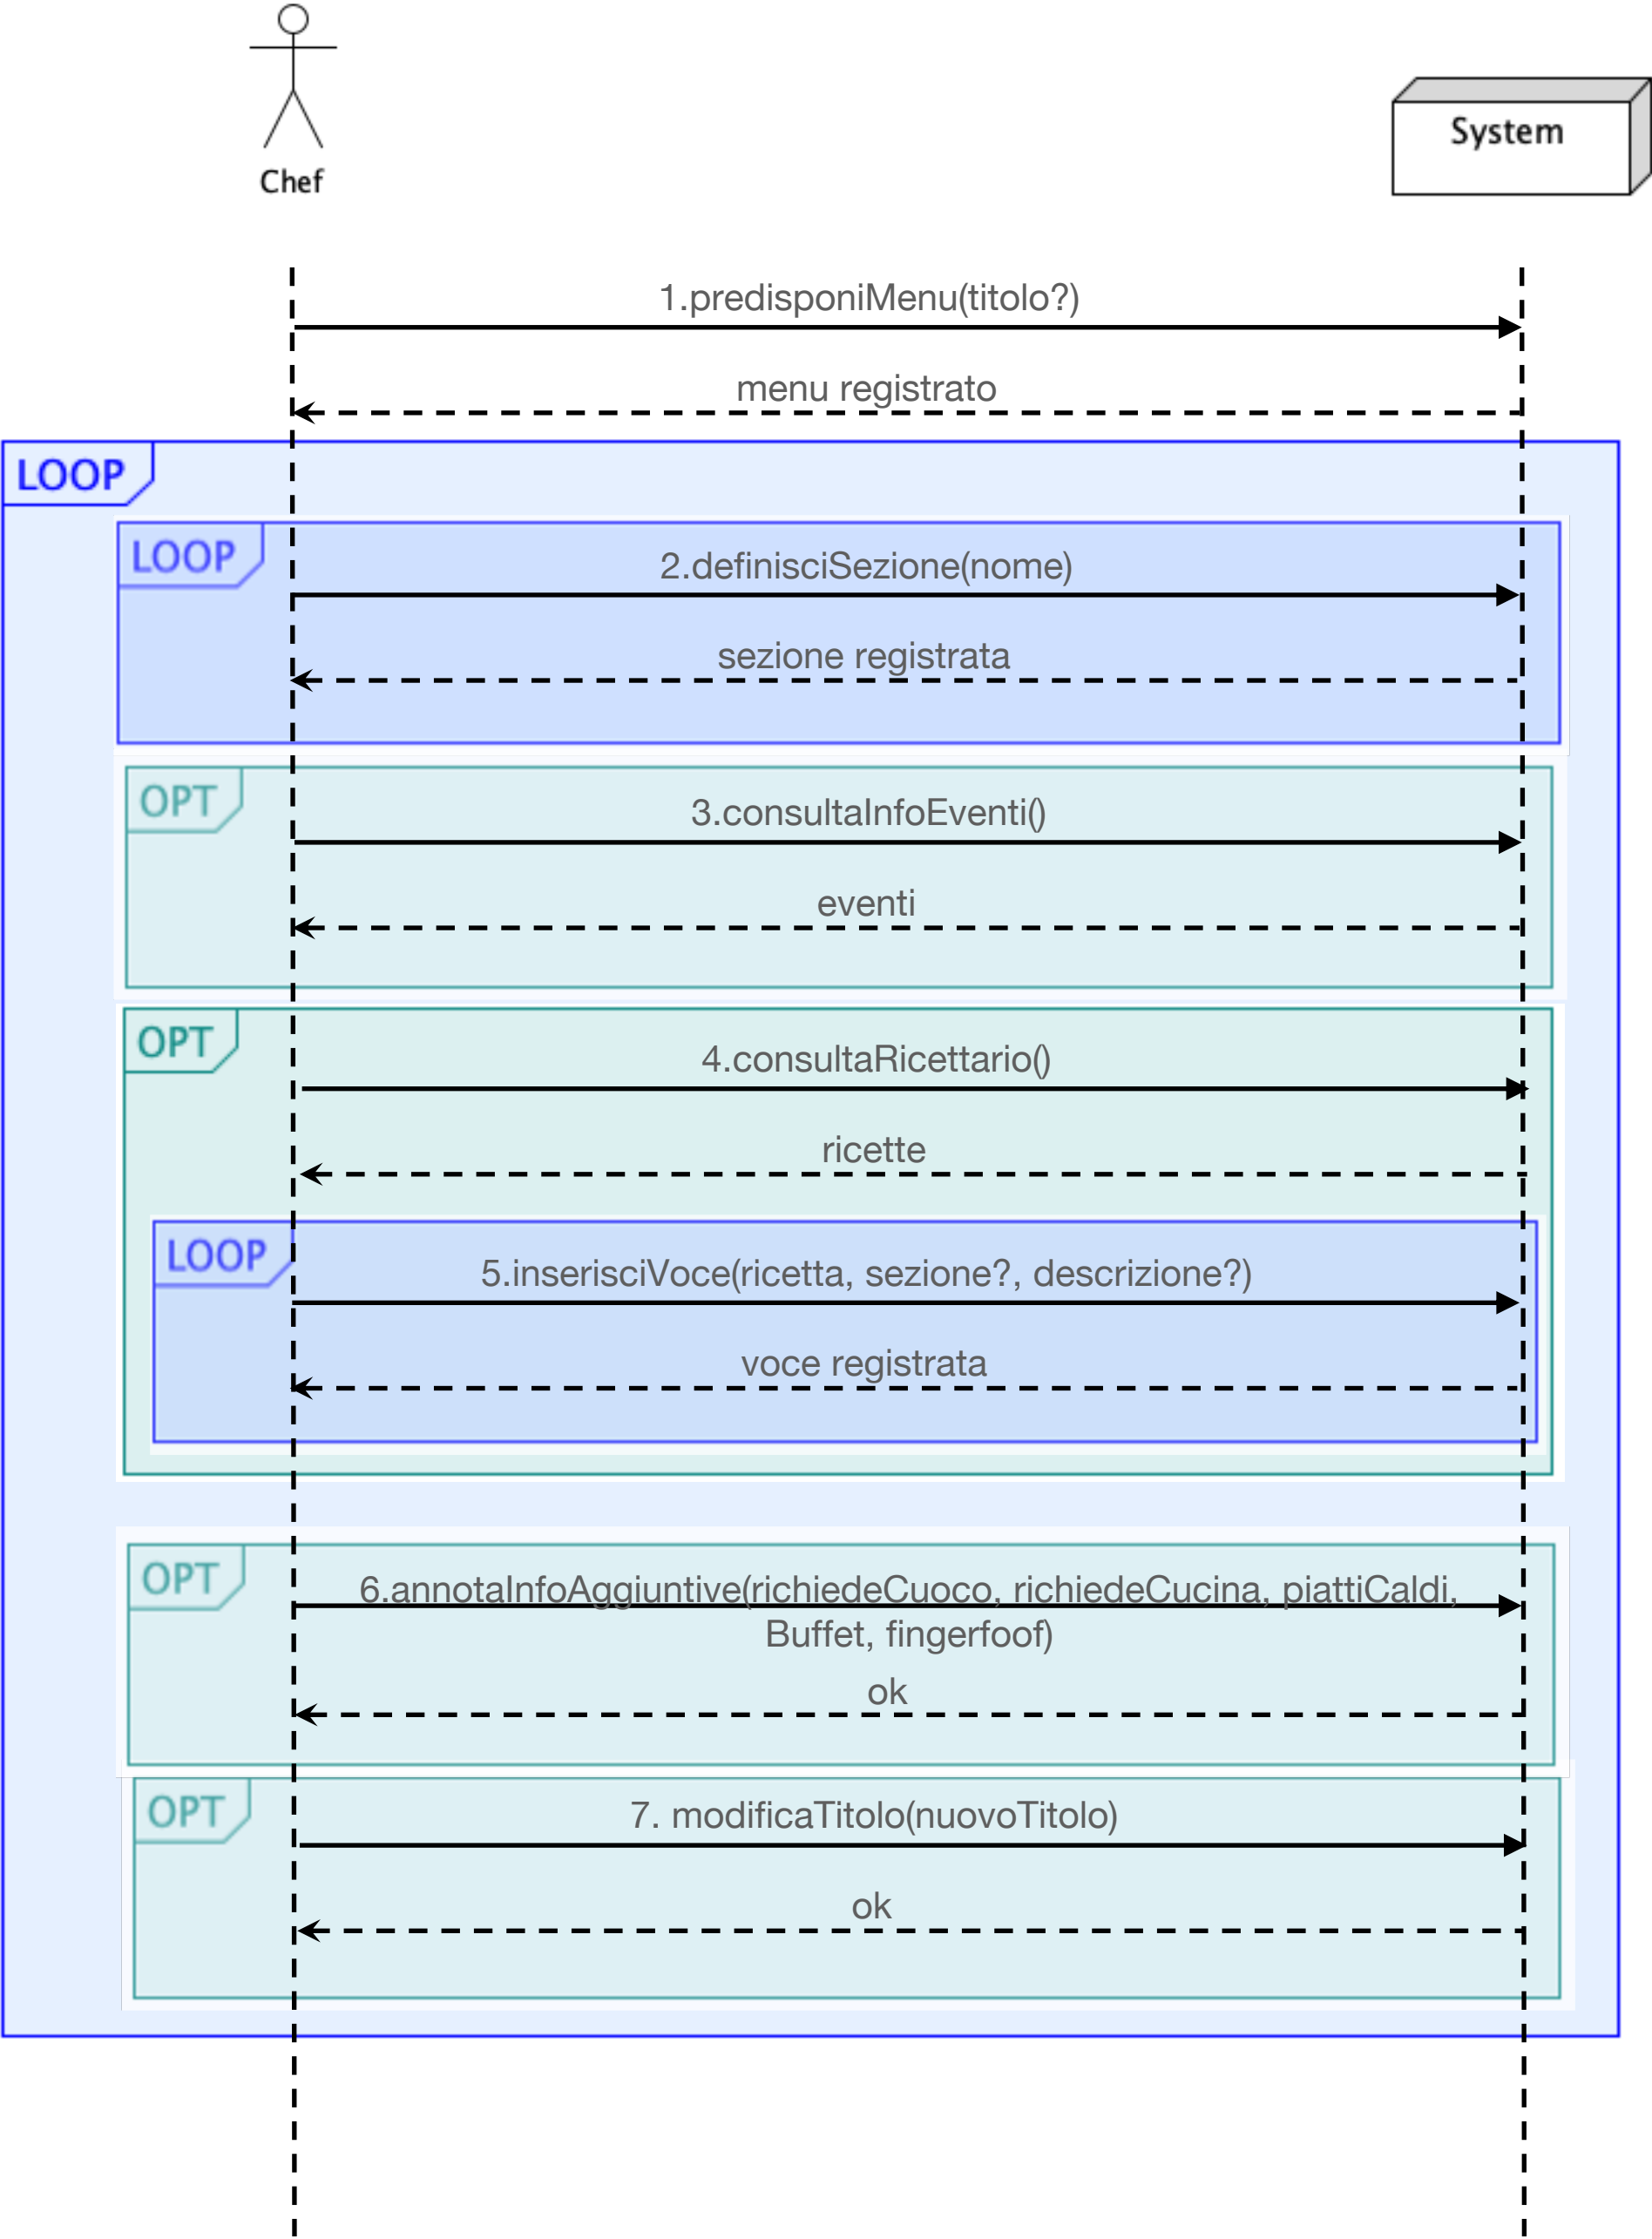 Chef
System
1.predisponiMenu(titolo?)
menu registrato
LOOP
LOOP
2.definisciSezione(nome)
sezione registrata
OPT
3.consultaInfoEventi()
eventi
OPT
4.consultaRicettario()
ricette
LOOP
5.inserisciVoce(ricetta, sezione?, descrizione?)
voce registrata
OPT
6.annotaInfoAggiuntive(richiedeCuoco, richiedeCucina, piattiCaldi,
Buffet, fingerfoof)
ok
OPT
7. modificaTitolo(nuovoTitolo)
ok